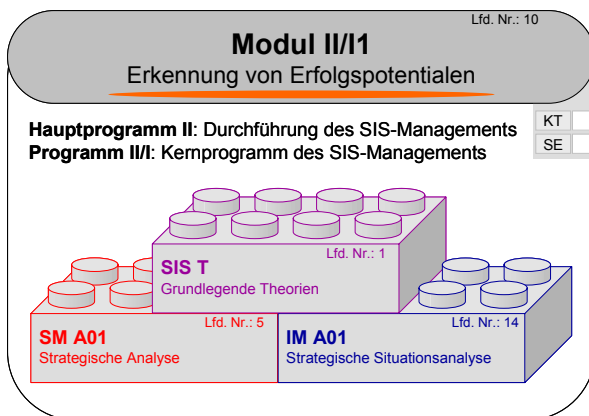 Lfd. Nr.: 10
Modul II/I1
Erkennung von Erfolgspotentialen
Hauptprogramm II: Durchführung des SIS-Managements
Programm II/I: Kernprogramm des SIS-Managements
KT
SE
Lfd. Nr.: 1
SIS T
Grundlegende Theorien
Lfd. Nr.: 5
SM A01
Strategische Analyse
Lfd. Nr.: 14
IM A01
Strategische Situationsanalyse